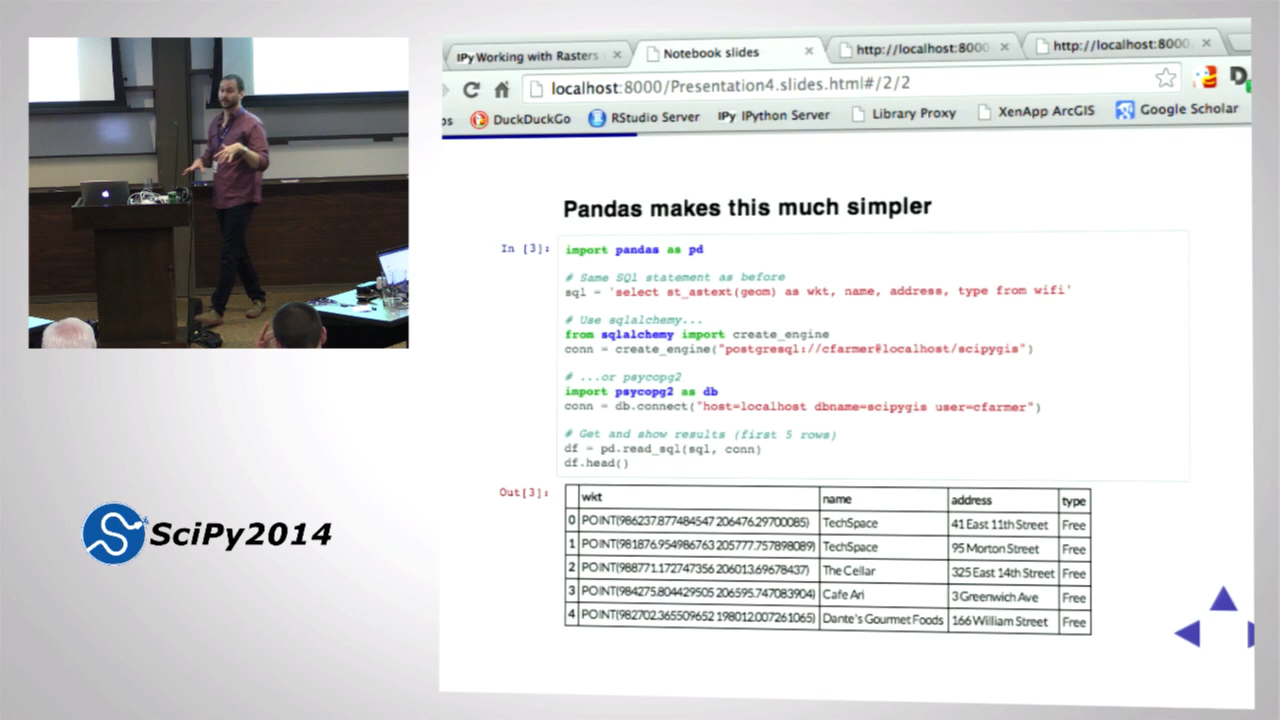 IPy Working with Rasters
Notebook slides
http://localhost:8000
http://localhost:8000
localhost:8000/Presentation4.slides.html#/2/2
os
DuckDuckGo
RStudio Server
IPy IPython Server
Library Proxy
XenApp ArcGIS
Google Scholar
Pandas makes this much simpler
In [3]:
import pandas as pd
# Same SQl statement as before
sql = 'select st_astext(geom) as wkt, name, address, type from wifi'
# Use sqlalchemy...
from sqlalchemy import create_engine
conn = create_engine("postgresql://cfarmer@localhost/scipygis")
# ...or psycopg2
import psycopg2 as db
conn = db.connect("host=localhost dbname=scipygis user=cfarmer")
# Get and show results (first 5 rows)
df = pd.read_sql(sql, conn)
df.head()
Out[3]:
wkt name address type
0 POINT(986237.877484547 206476.29700085) TechSpace 41 East 11th Street Free
1 POINT(981876.954986763 205777.757898089) TechSpace 95 Morton Street Free
2 POINT(988771.172747356 206013.69678437) The Cellar 325 East 14th Street Free
3 POINT(984275.804429505 206595.747083904) Cafe Ari 3 Greenwich Ave Free
4 POINT(982702.365509652 198012.007261065) Dante's Gourmet Foods 166 William Street Free
SciPy2014